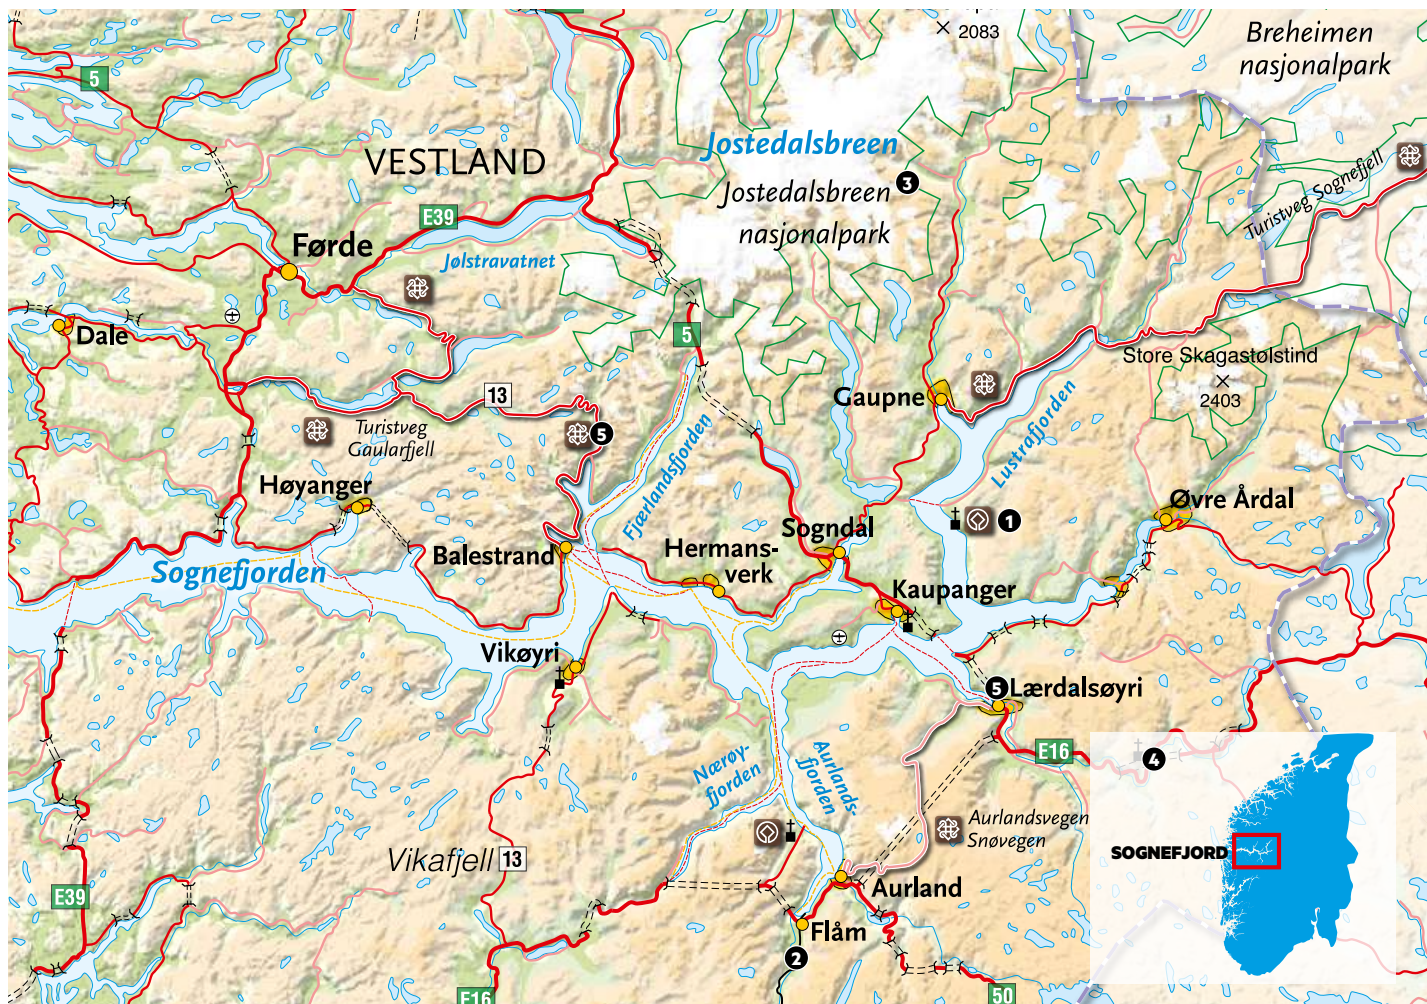 2083
Breheimen
nasjonalpark
5
VESTLAND
Jostedalsbreen
3
Jostedalsbreen
nasjonalpark
Turistveg Sognefjell
E39
Førde
Jølstravatnet
Dale
5
Store Skagastølstind
2403
13
Gaupne
Turistveg
Gaularfjell
5
Fjærlandsfjorden
Lustrafjorden
Høyanger
Øvre Årdal
1
Sogndal
Balestrand
Hermans-
verk
Sognefjorden
Kaupanger
Vikøyri
5
Lærdalsøyri
E16
4
Nærøy-
fjorden
Aurlands-
fjorden
Aurlandsvegen
Snøvegen
SOGNEFJORD
Vikafjell
13
E39
Aurland
Flåm
2
E16
50